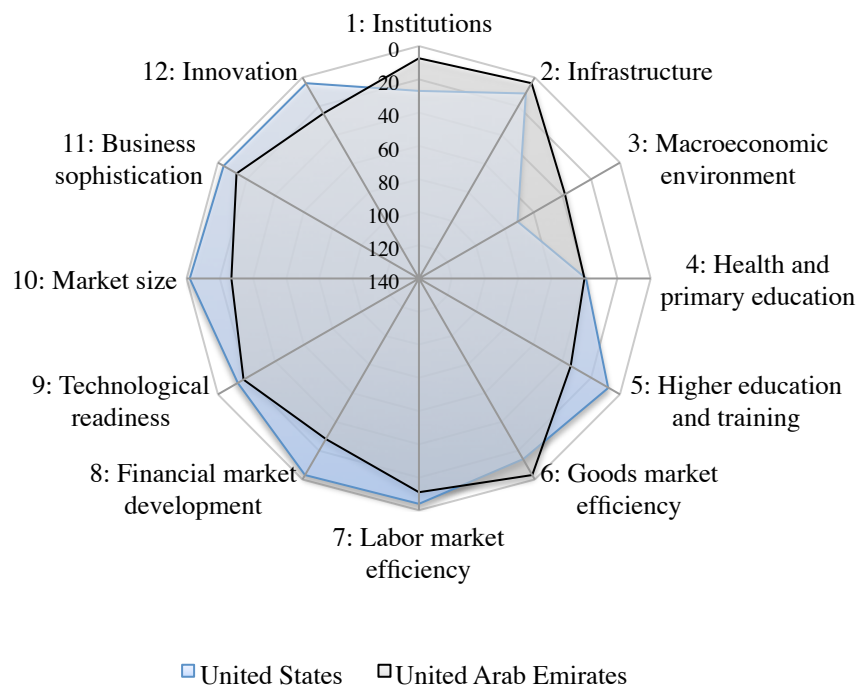 1: Institutions
0
12: Innovation
2: Infrastructure
20
40
11: Business
sophistication
3: Macroeconomic
environment
60
80
100
120
10: Market size
140
4: Health and
primary education
9: Technological
readiness
5: Higher education
and training
8: Financial market
development
6: Goods market
efficiency
7: Labor market
efficiency
United States
United Arab Emirates